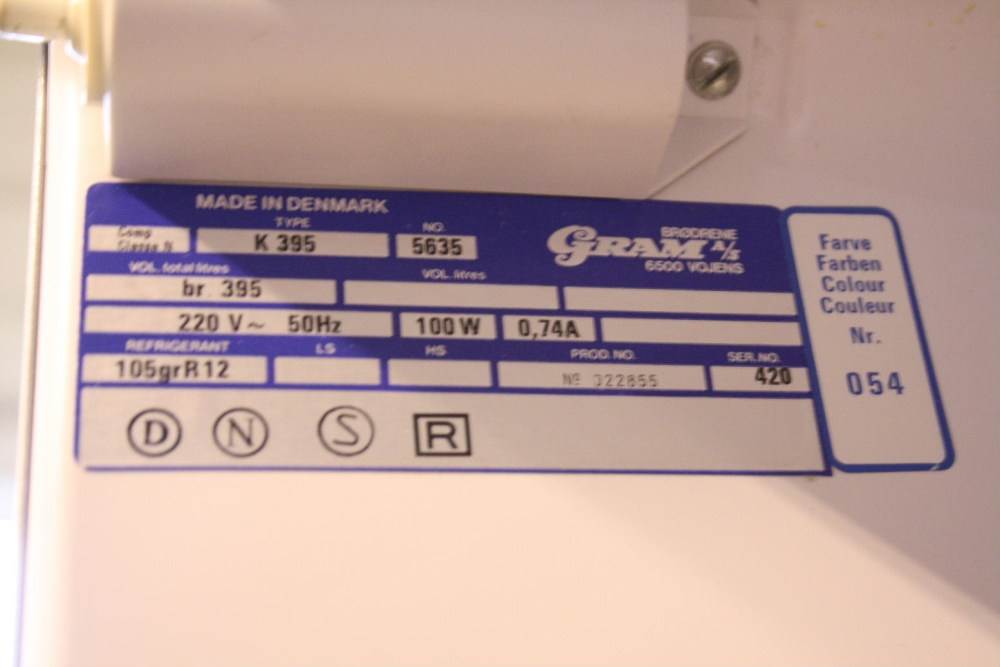 MADE IN DENMARK
TYPE
NO.
Comp
Classe N
K 395
5635
BRØDRENE
GRAM A/S
6500 VOJENS
VOL. total litres
VOL. litres
br. 395
220 V~ 50Hz
100 W
0,74A
REFRIGERANT
LS
HS
PROD. NO.
SER. NO.
105grR12
Nº 022855
420
D
N
S
R
Farve
Farben
Colour
Couleur
Nr.
054